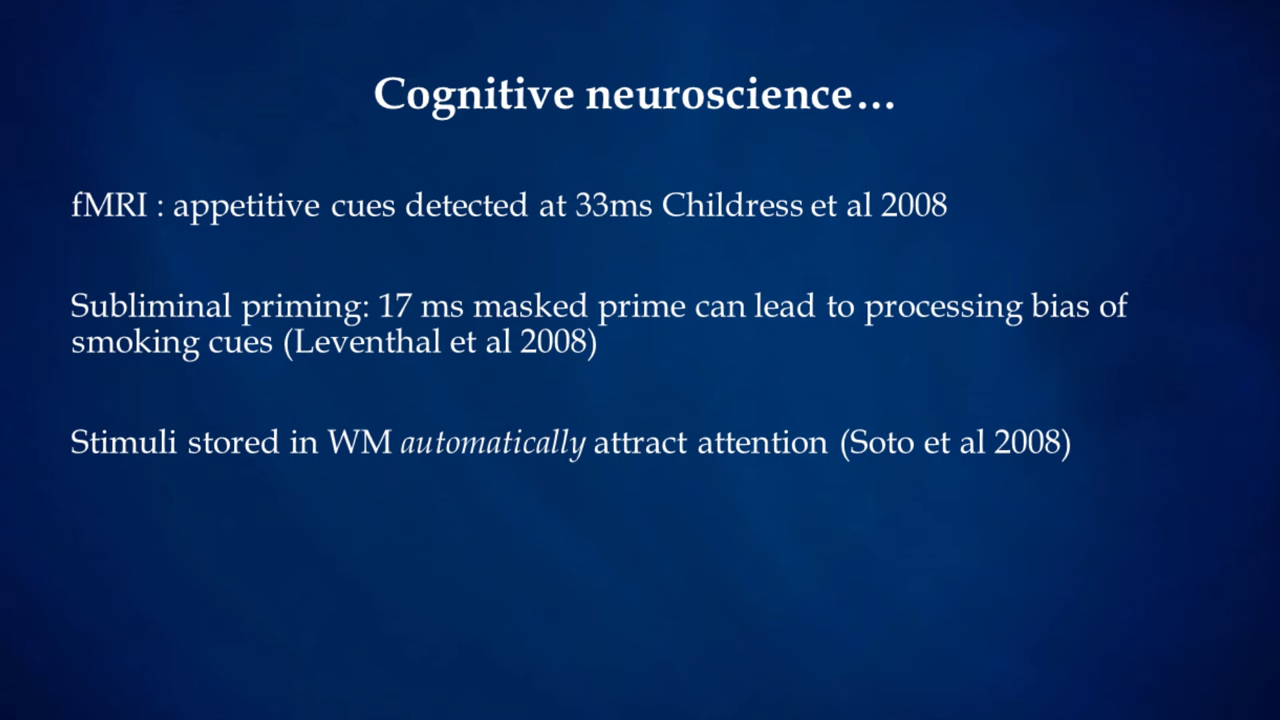 Cognitive neuroscience…
fMRI : appetitive cues detected at 33ms Childress et al 2008
Subliminal priming: 17 ms masked prime can lead to processing bias of
smoking cues (Leventhal et al 2008)
Stimuli stored in WM automatically attract attention (Soto et al 2008)